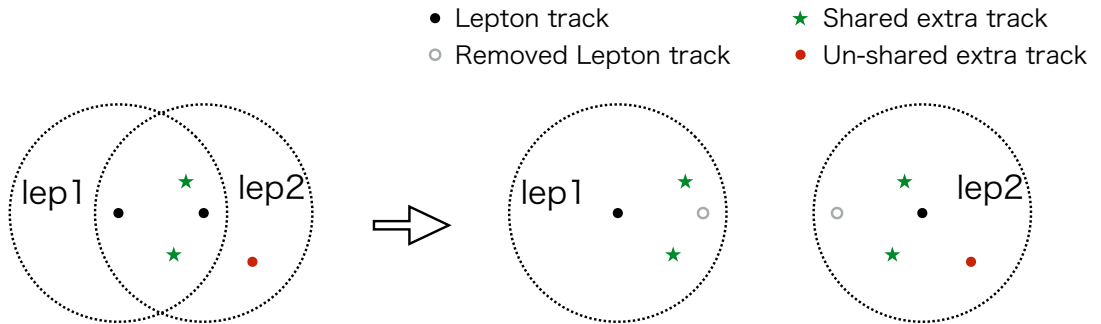 Lepton track
Shared extra track
Removed Lepton track
Un-shared extra track
lep1
lep2
lep1
lep2